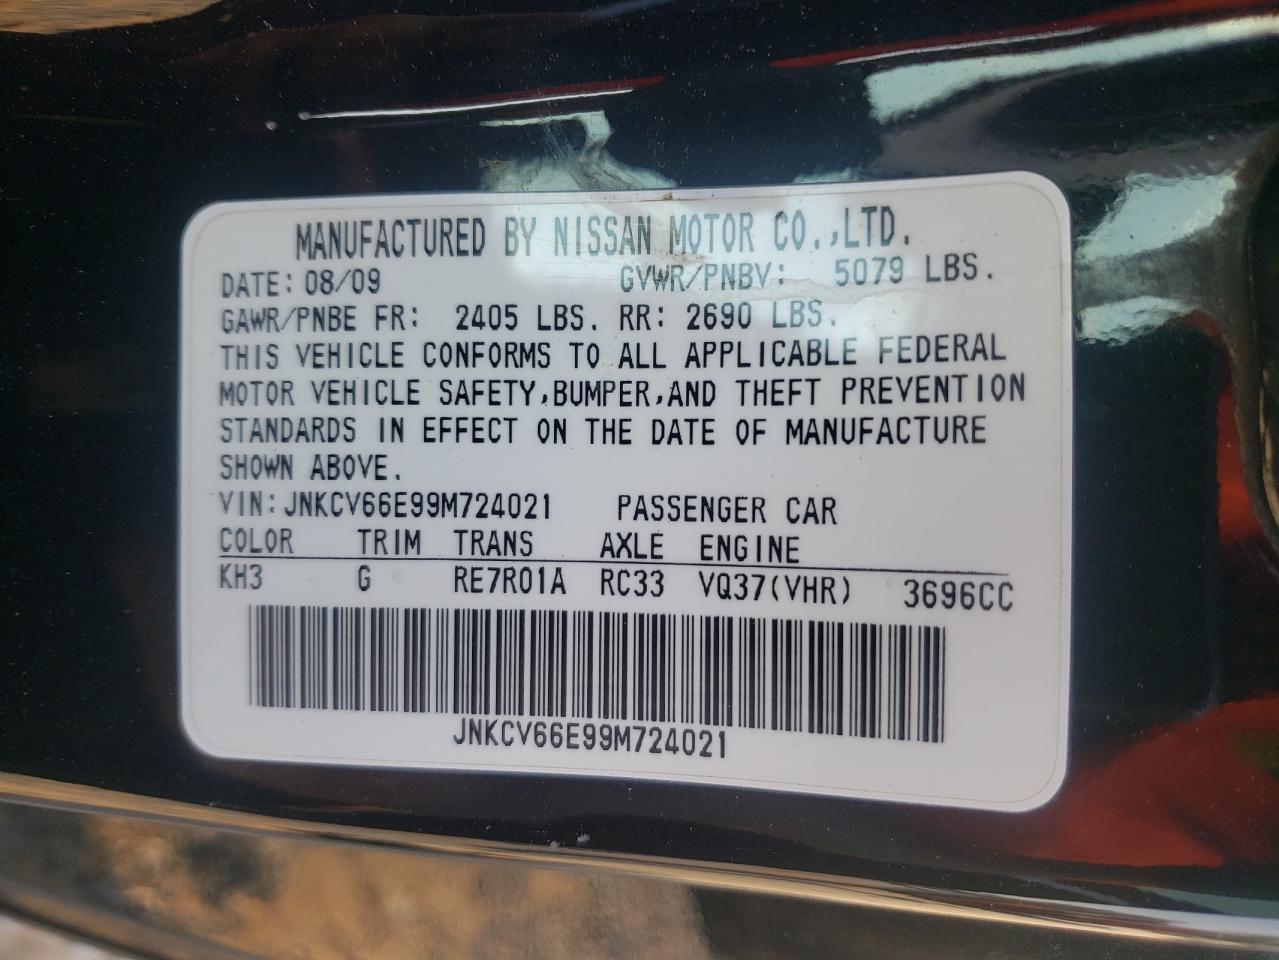 MANUFACTURED BY NISSAN MOTOR CO.,LTD.
DATE: 08/09 GVWR/PNBV: 5079 LBS.
GAWR/PNBE FR: 2405 LBS. RR: 2690 LBS.
THIS VEHICLE CONFORMS TO ALL APPLICABLE FEDERAL
MOTOR VEHICLE SAFETY,BUMPER,AND THEFT PREVENTION
STANDARDS IN EFFECT ON THE DATE OF MANUFACTURE
SHOWN ABOVE.
VIN:JNKCV66E99M724021 PASSENGER CAR
COLOR TRIM TRANS AXLE ENGINE
KH3 G RE7R01A RC33 VQ37(VHR) 3696CC
JNKCV66E99M724021